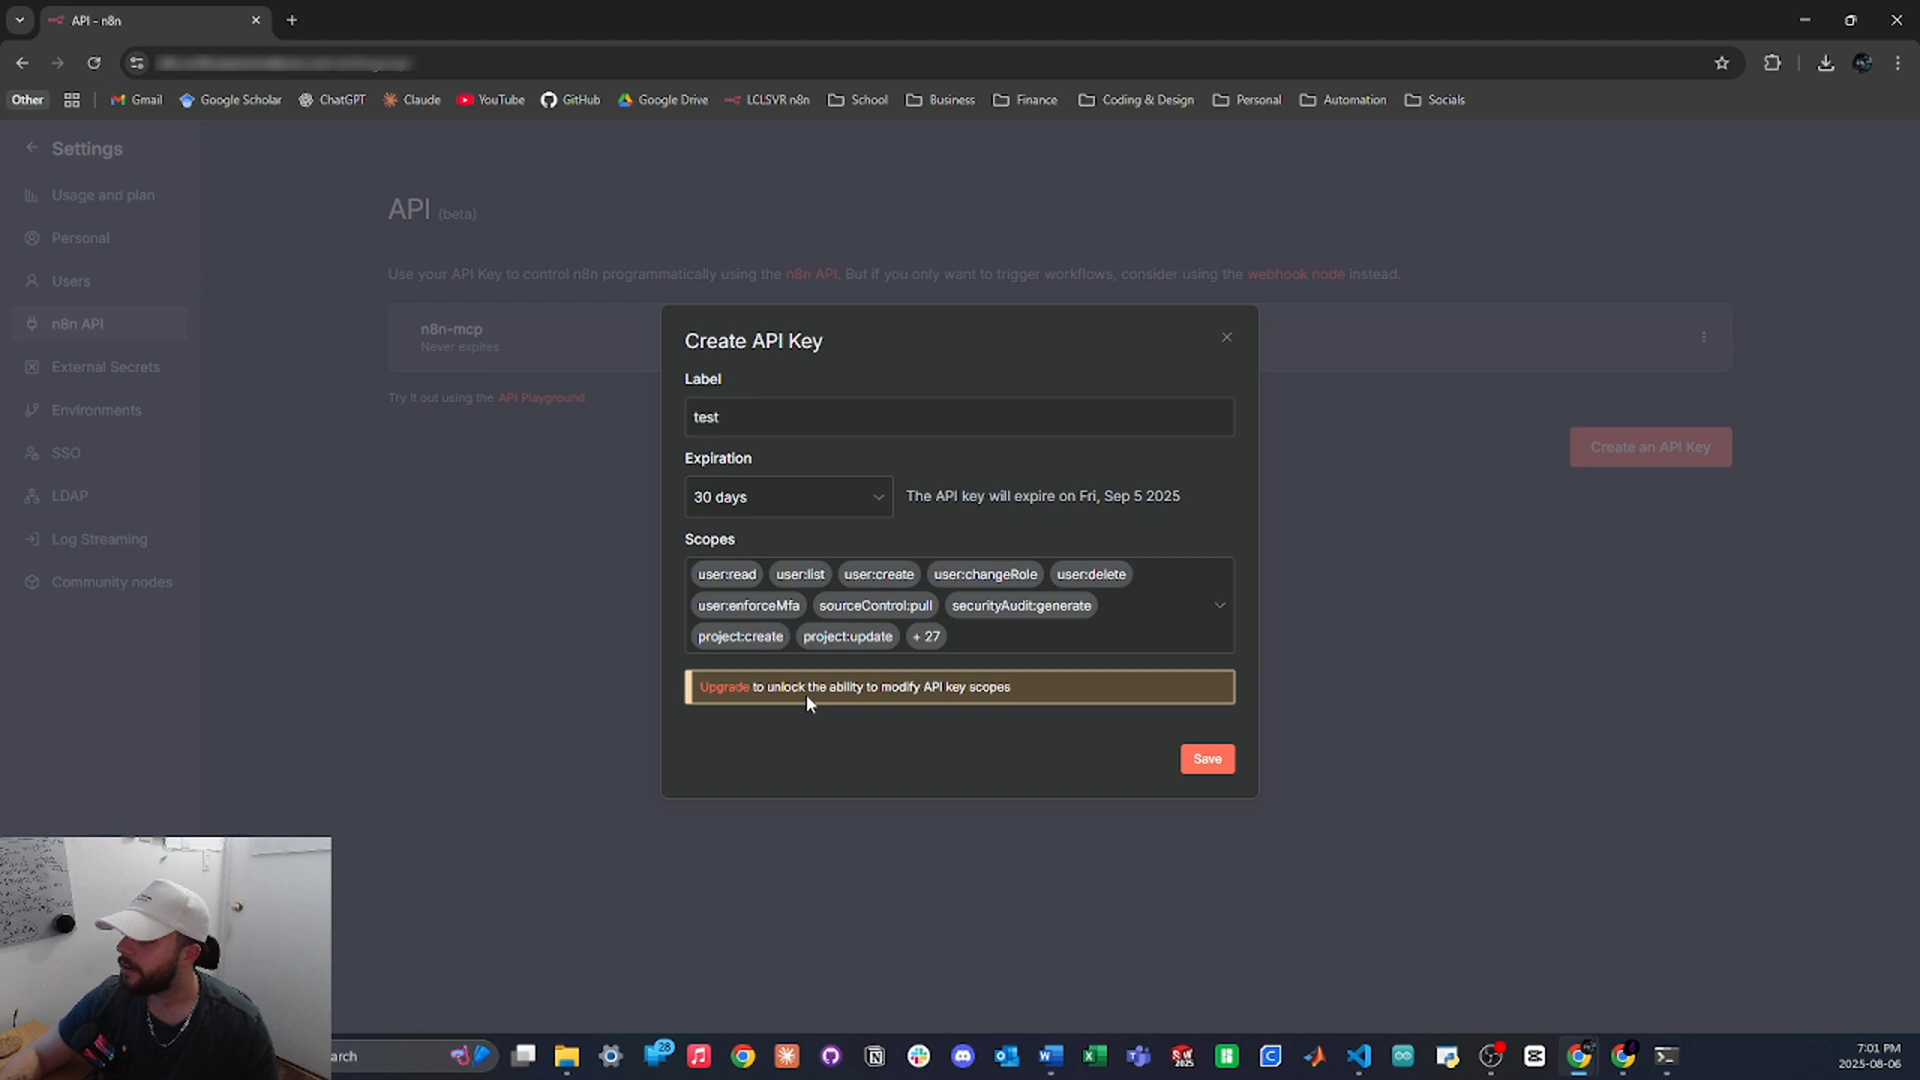 API - n8n
Other
Gmail
Google Scholar
ChatGPT
Claude
YouTube
GitHub
Google Drive
LCLSVR n8n
School
Business
Finance
Coding & Design
Personal
Automation
Socials
Settings
Usage and plan
Personal
Users
n8n API
External Secrets
Environments
SSO
LDAP
Log Streaming
Community nodes
API (beta)
Use your API Key to control n8n programmatically using the n8n API. But if you only want to trigger workflows, consider using the webhook node instead.
n8n-mcp
Never expires
Try it out using the API Playground
Create an API Key
Create API Key
Label
test
Expiration
30 days
The API key will expire on Fri, Sep 5 2025
Scopes
user:read user:list user:create user:changeRole user:delete
user:enforceMfa sourceControl:pull securityAudit:generate
project:create project:update + 27
Upgrade to unlock the ability to modify API key scopes
Save
arch
28
7:01 PM
2025-08-06